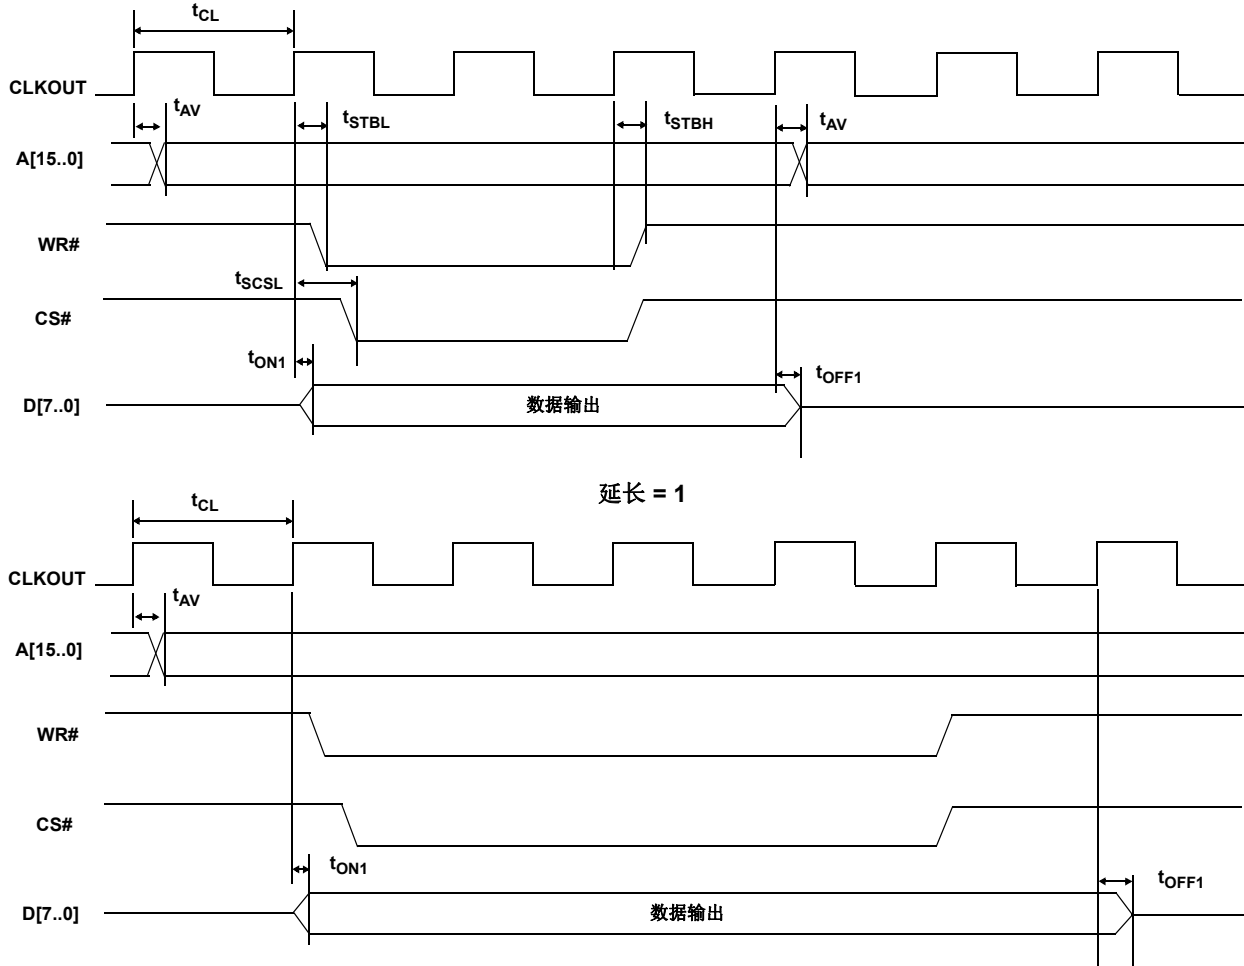 tCL
CLKOUT
tAV
tSTBL
tSTBH
tAV
A[15..0]
WR#
tSCSL
CS#
tON1
tOFF1
D[7..0]
数据输出
延长 = 1
tCL
CLKOUT
tAV
A[15..0]
WR#
CS#
tON1
tOFF1
D[7..0]
数据输出